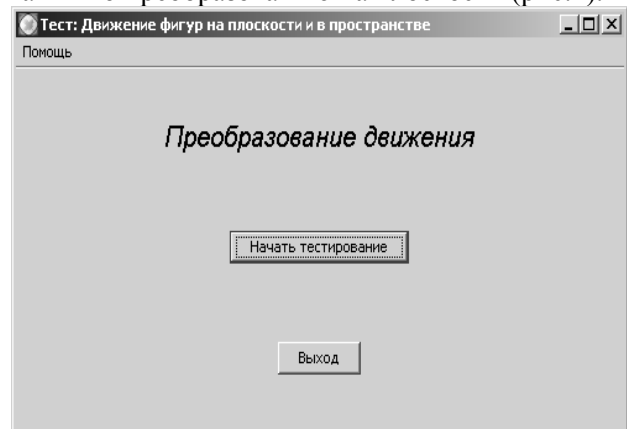 Тест: Движение фигур на плоскости и в пространстве
Помощь
Преобразование движения
Начать тестирование
Выход